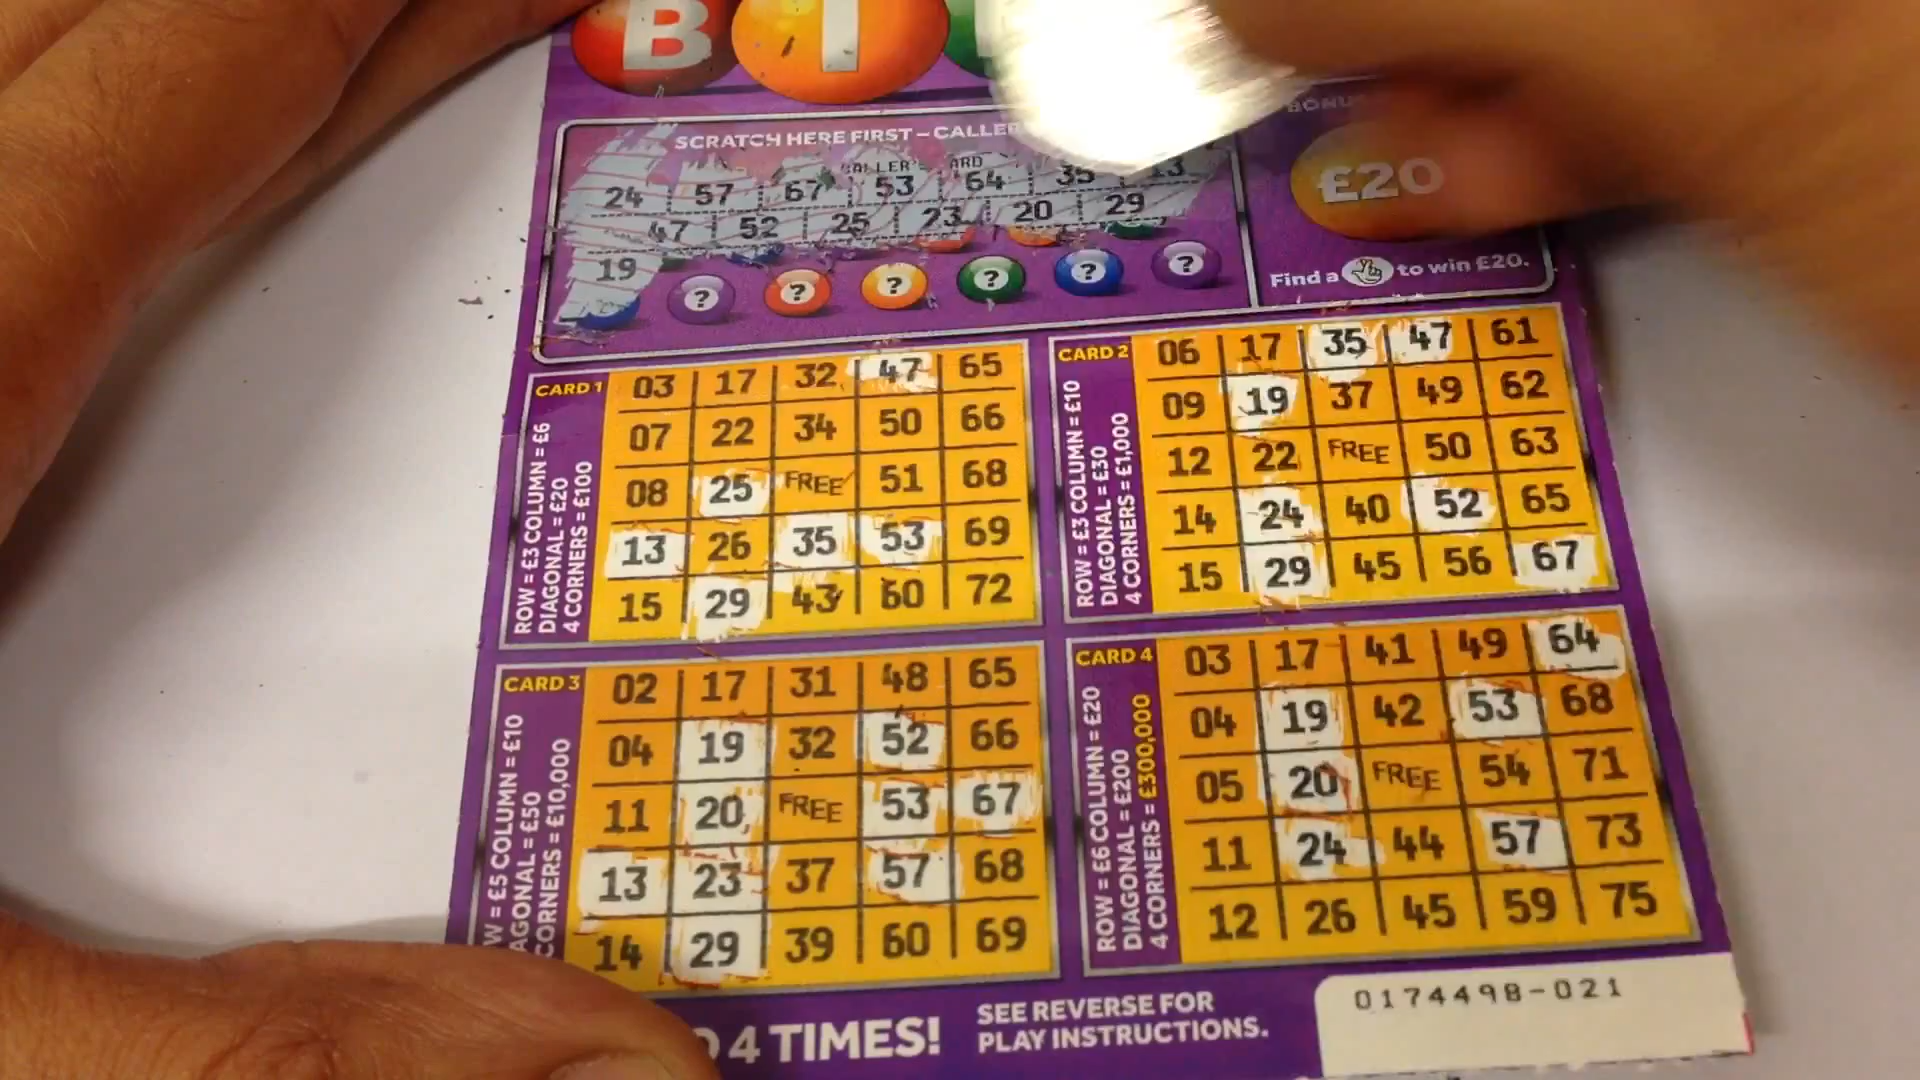 B I
SCRATCH HERE FIRST – CALLER
BONU
CALLER' ARD
24 57 67 53 64 35 13
47 52 25 23 20 29
19
? ? ? ? ? ?
£20
Find a to win £20.
CARD 1
ROW = £3 COLUMN = £6
DIAGONAL = £20
4 CORNERS = £100
03 17 32 47 65
07 22 34 50 66
08 25 FREE 51 68
13 26 35 53 69
15 29 43 60 72
CARD 2
ROW = £3 COLUMN = £10
DIAGONAL = £30
4 CORNERS = £1,000
06 17 35 47 61
09 19 37 49 62
12 22 FREE 50 63
14 24 40 52 65
15 29 45 56 67
CARD 3
W = £5 COLUMN = £10
AGONAL = £50
CORNERS = £10,000
02 17 31 48 65
04 19 32 52 66
11 20 FREE 53 67
13 23 37 57 68
14 29 39 60 69
CARD 4
ROW = £6 COLUMN = £20
DIAGONAL = £200
4 CORNERS = £300,000
03 17 41 49 64
04 19 42 53 68
05 20 FREE 54 71
11 24 44 57 73
12 26 45 59 75
O 4 TIMES!
SEE REVERSE FOR
PLAY INSTRUCTIONS.
0174498-021